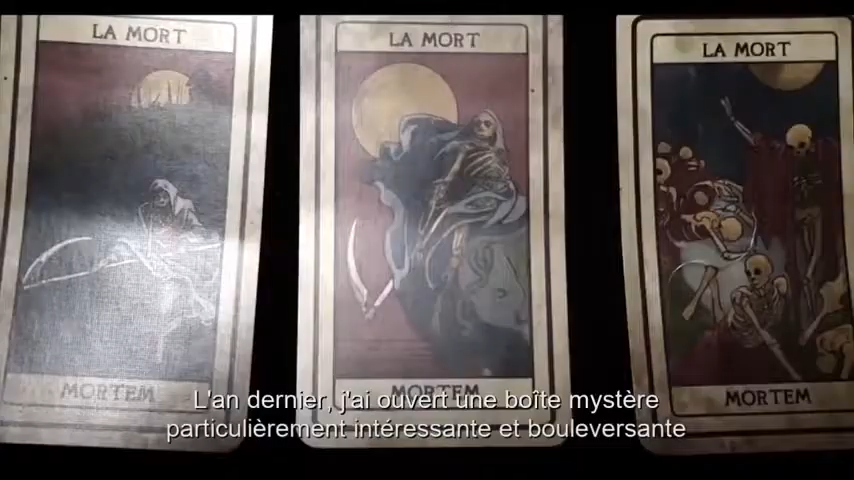 LA MORT
LA MORT
LA MORT
MORTEM
MORTEM
MORTEM
L'an dernier, j'ai ouvert une boîte mystère
particulièrement intéressante et bouleversante